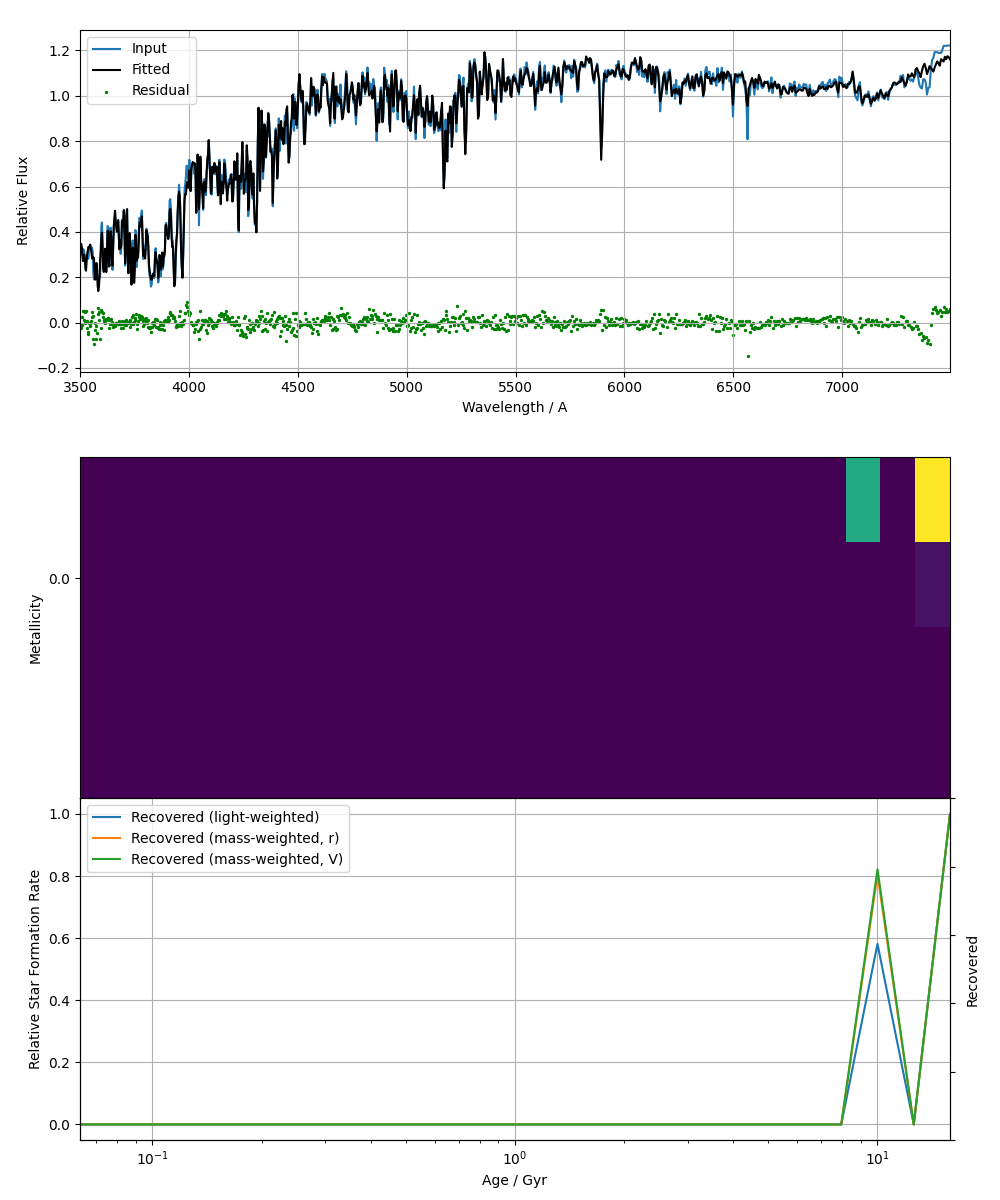 Input
Fitted
Residual
1.2
1.0
0.8
0.6
0.4
0.2
0.0
−0.2
Relative Flux
3500 4000 4500 5000 5500 6000 6500 7000
Wavelength / A
0.0
Metallicity
Recovered (light-weighted)
Recovered (mass-weighted, r)
Recovered (mass-weighted, V)
1.0
0.8
0.6
0.4
0.2
0.0
Relative Star Formation Rate
Recovered
10⁻¹ 10⁰ 10¹
Age / Gyr